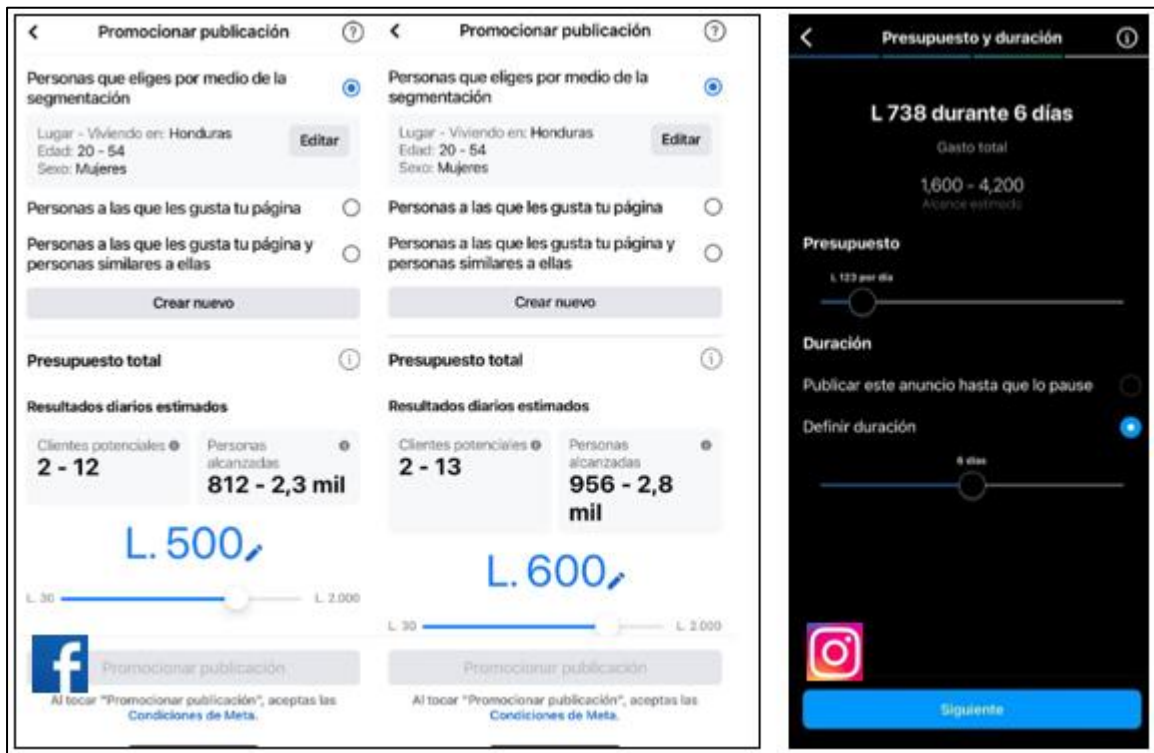 Promocionar publicación
Personas que eliges por medio de la
segmentación
Lugar - Viviendo en: Honduras
Edad: 20 - 54
Sexo: Mujeres
Editar
Personas a las que les gusta tu página
Personas a las que les gusta tu página y
personas similares a ellas
Crear nuevo
Presupuesto total
Resultados diarios estimados
Clientes potenciales
2 - 12
Personas
alcanzadas
812 - 2,3 mil
L. 500
L. 30
L. 2.000
Promocionar publicación
Al tocar "Promocionar publicación", aceptas las
Condiciones de Meta.
Promocionar publicación
Personas que eliges por medio de la
segmentación
Lugar - Viviendo en: Honduras
Edad: 20 - 54
Sexo: Mujeres
Editar
Personas a las que les gusta tu página
Personas a las que les gusta tu página y
personas similares a ellas
Crear nuevo
Presupuesto total
Resultados diarios estimados
Clientes potenciales
2 - 13
Personas
alcanzadas
956 - 2,8
mil
L. 600
L. 30
L. 2.000
Promocionar publicación
Al tocar "Promocionar publicación", aceptas las
Condiciones de Meta.
Presupuesto y duración
L 738 durante 6 días
Gasto total
1,600 - 4,200
Alcance estimado
Presupuesto
L 123 por día
Duración
Publicar este anuncio hasta que lo pause
Definir duración
6 días
Siguiente